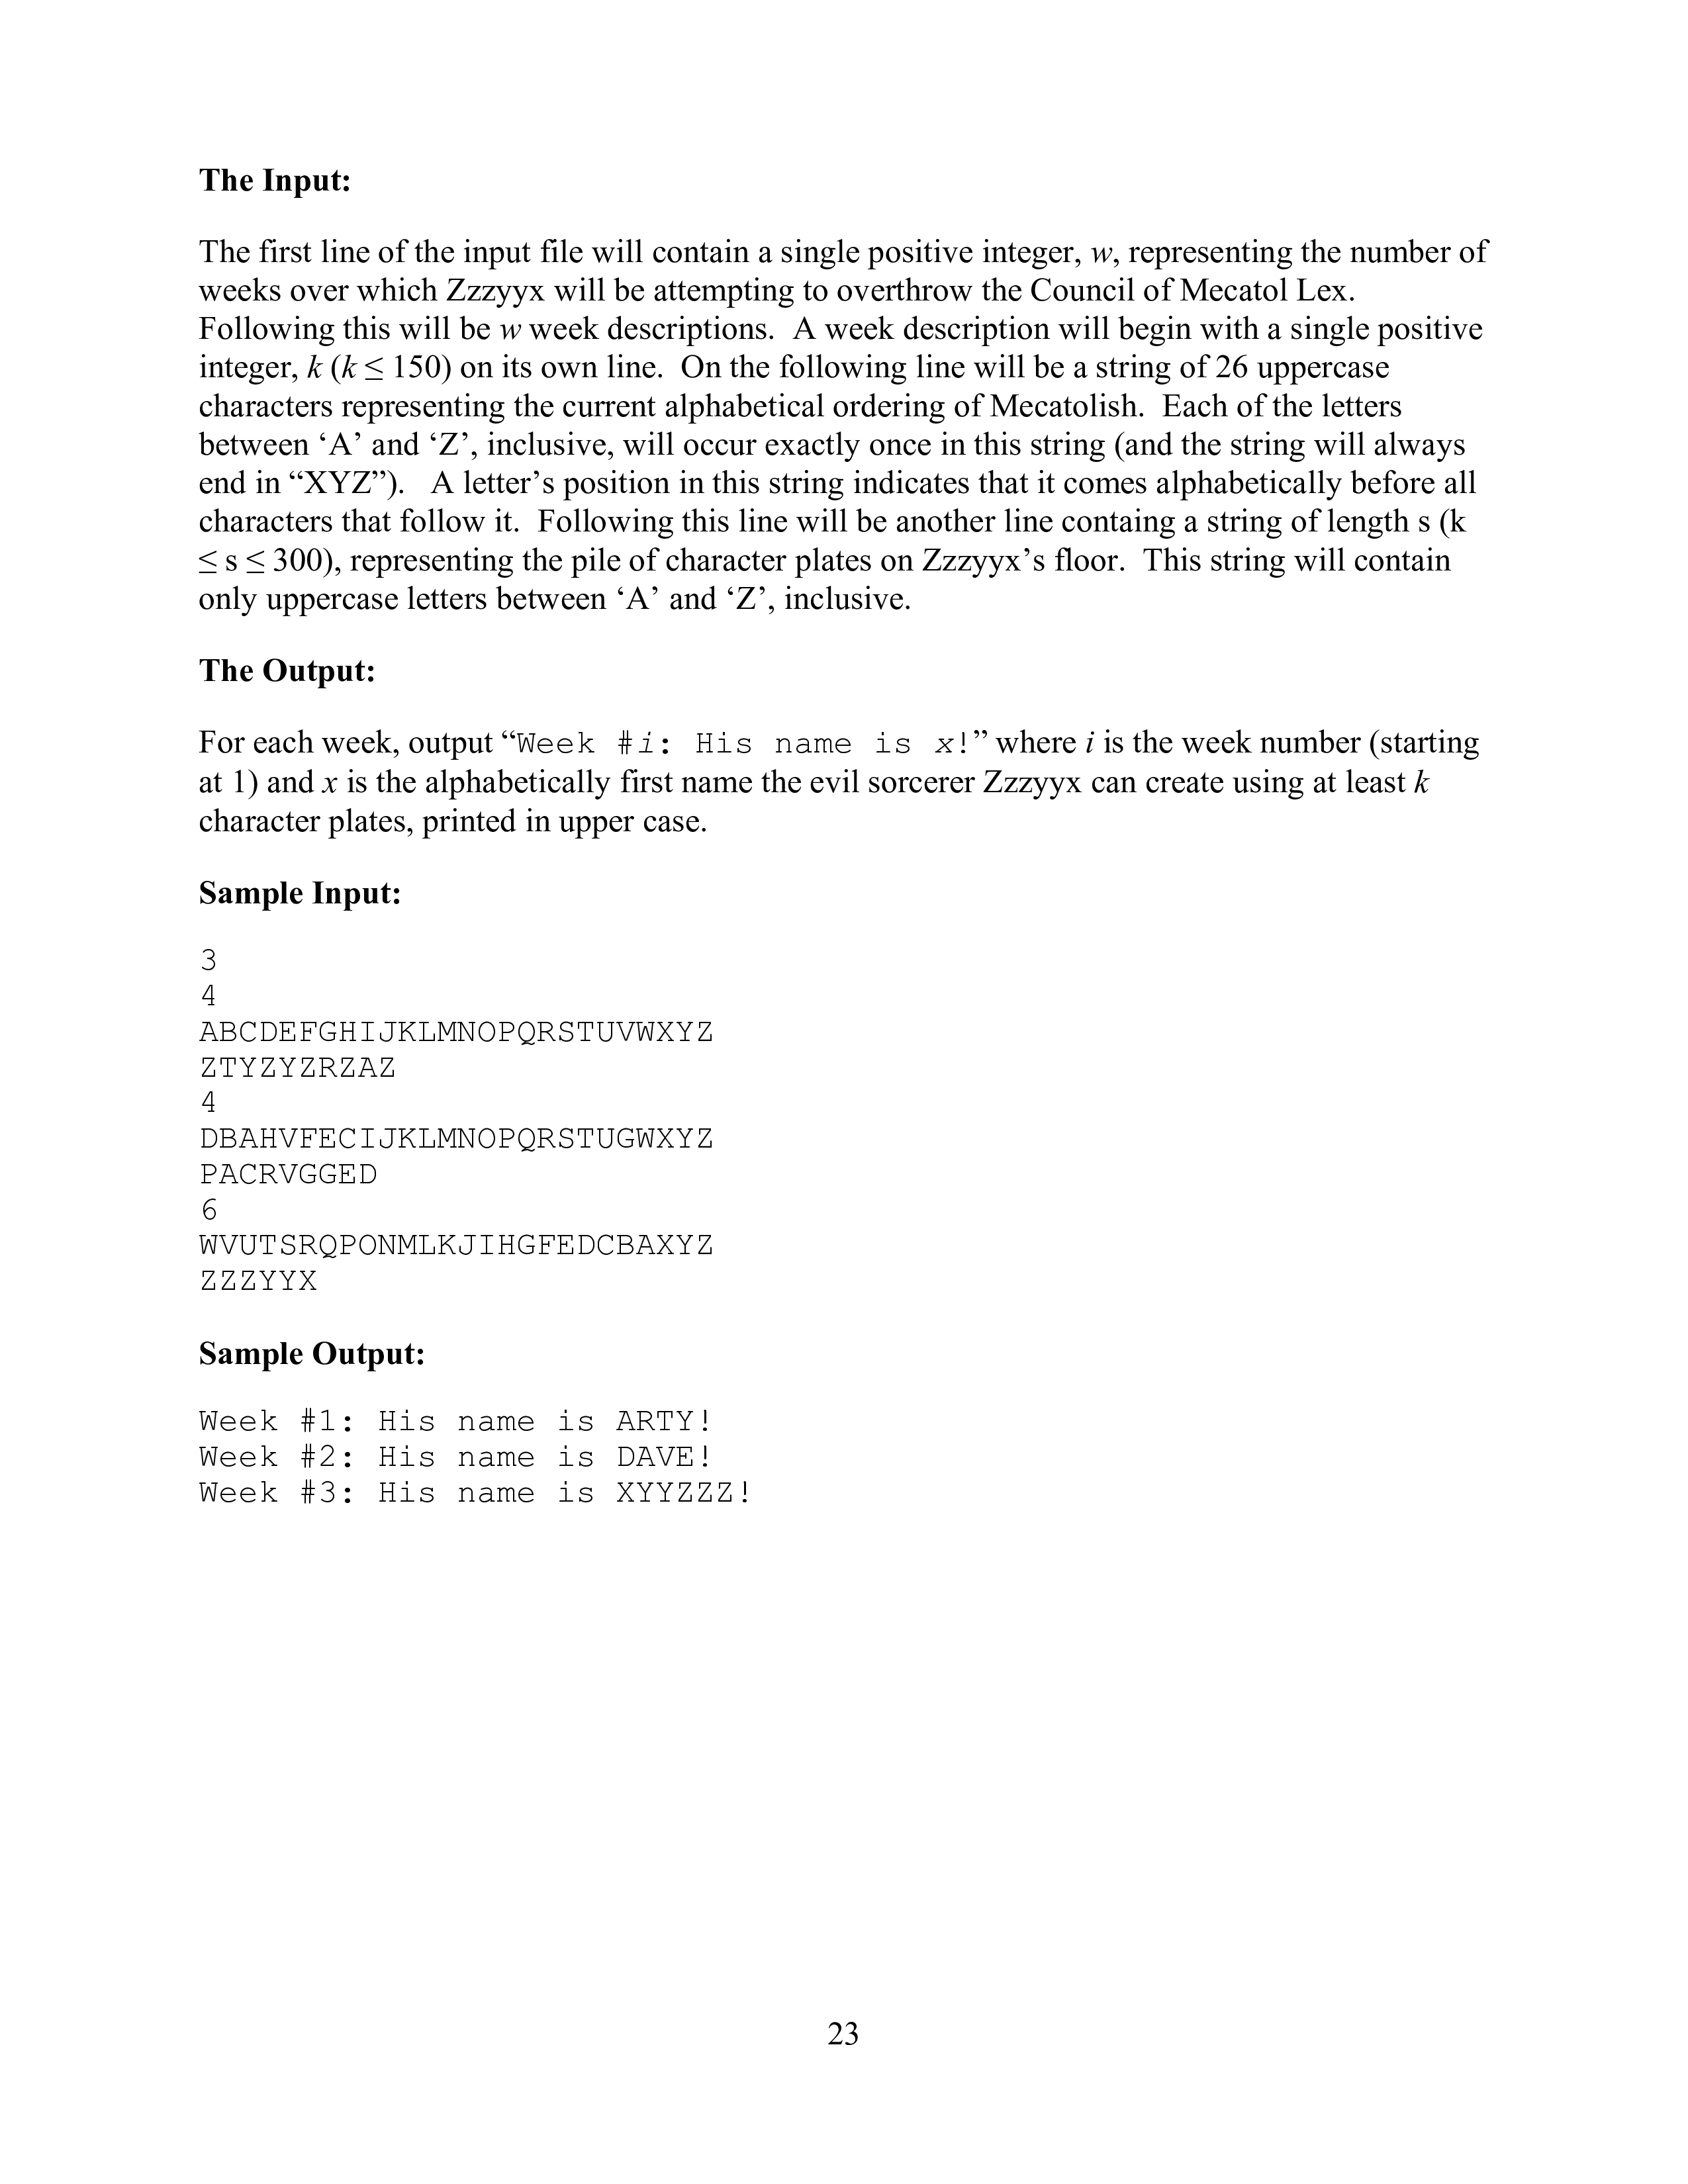 The Input:
The first line of the input file will contain a single positive integer, w, representing the number of
weeks over which Zzzyyx will be attempting to overthrow the Council of Mecatol Lex.
Following this will be w week descriptions.  A week description will begin with a single positive
integer, k (k ≤ 150) on its own line.  On the following line will be a string of 26 uppercase
characters representing the current alphabetical ordering of Mecatolish.  Each of the letters
between ‘A’ and ‘Z’, inclusive, will occur exactly once in this string (and the string will always
end in “XYZ”).   A letter’s position in this string indicates that it comes alphabetically before all
characters that follow it.  Following this line will be another line containg a string of length s (k
≤ s ≤ 300), representing the pile of character plates on Zzzyyx’s floor.  This string will contain
only uppercase letters between ‘A’ and ‘Z’, inclusive.
The Output:
For each week, output “Week #i: His name is x!” where i is the week number (starting
at 1) and x is the alphabetically first name the evil sorcerer Zzzyyx can create using at least k
character plates, printed in upper case.
Sample Input:
3
4
ABCDEFGHIJKLMNOPQRSTUVWXYZ
ZTYZYZRZAZ
4
DBAHVFECIJKLMNOPQRSTUGWXYZ
PACRVGGED
6
WVUTSRQPONMLKJIHGFEDCBAXYZ
ZZZYYX
Sample Output:
Week #1: His name is ARTY!
Week #2: His name is DAVE!
Week #3: His name is XYYZZZ!
23